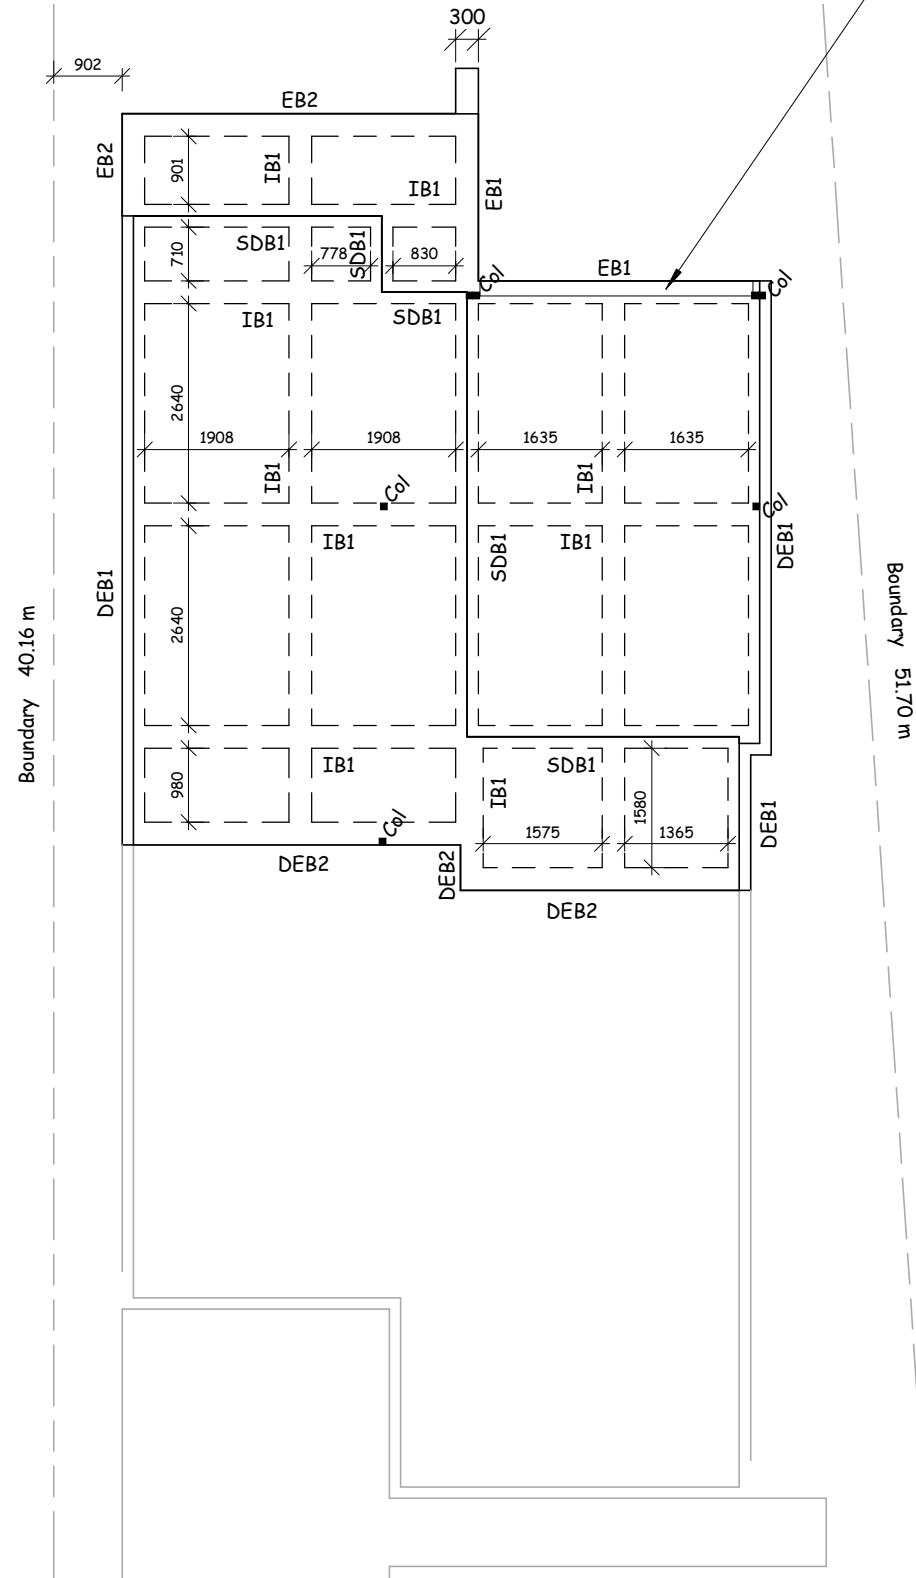 300
902
EB2
EB2
901
IB1
IB1
EB1
710
SDB1
778
SDB1
830
Col
EB1
Col
IB1
SDB1
2640
1908
1908
1635
1635
IB1
Col
IB1
Col
IB1
SDB1
IB1
DEB1
DEB1
2640
Boundary 40.16 m
Boundary 51.70 m
980
IB1
IB1
SDB1
1580
1575
1365
DEB1
Col
DEB2
DEB2
DEB2